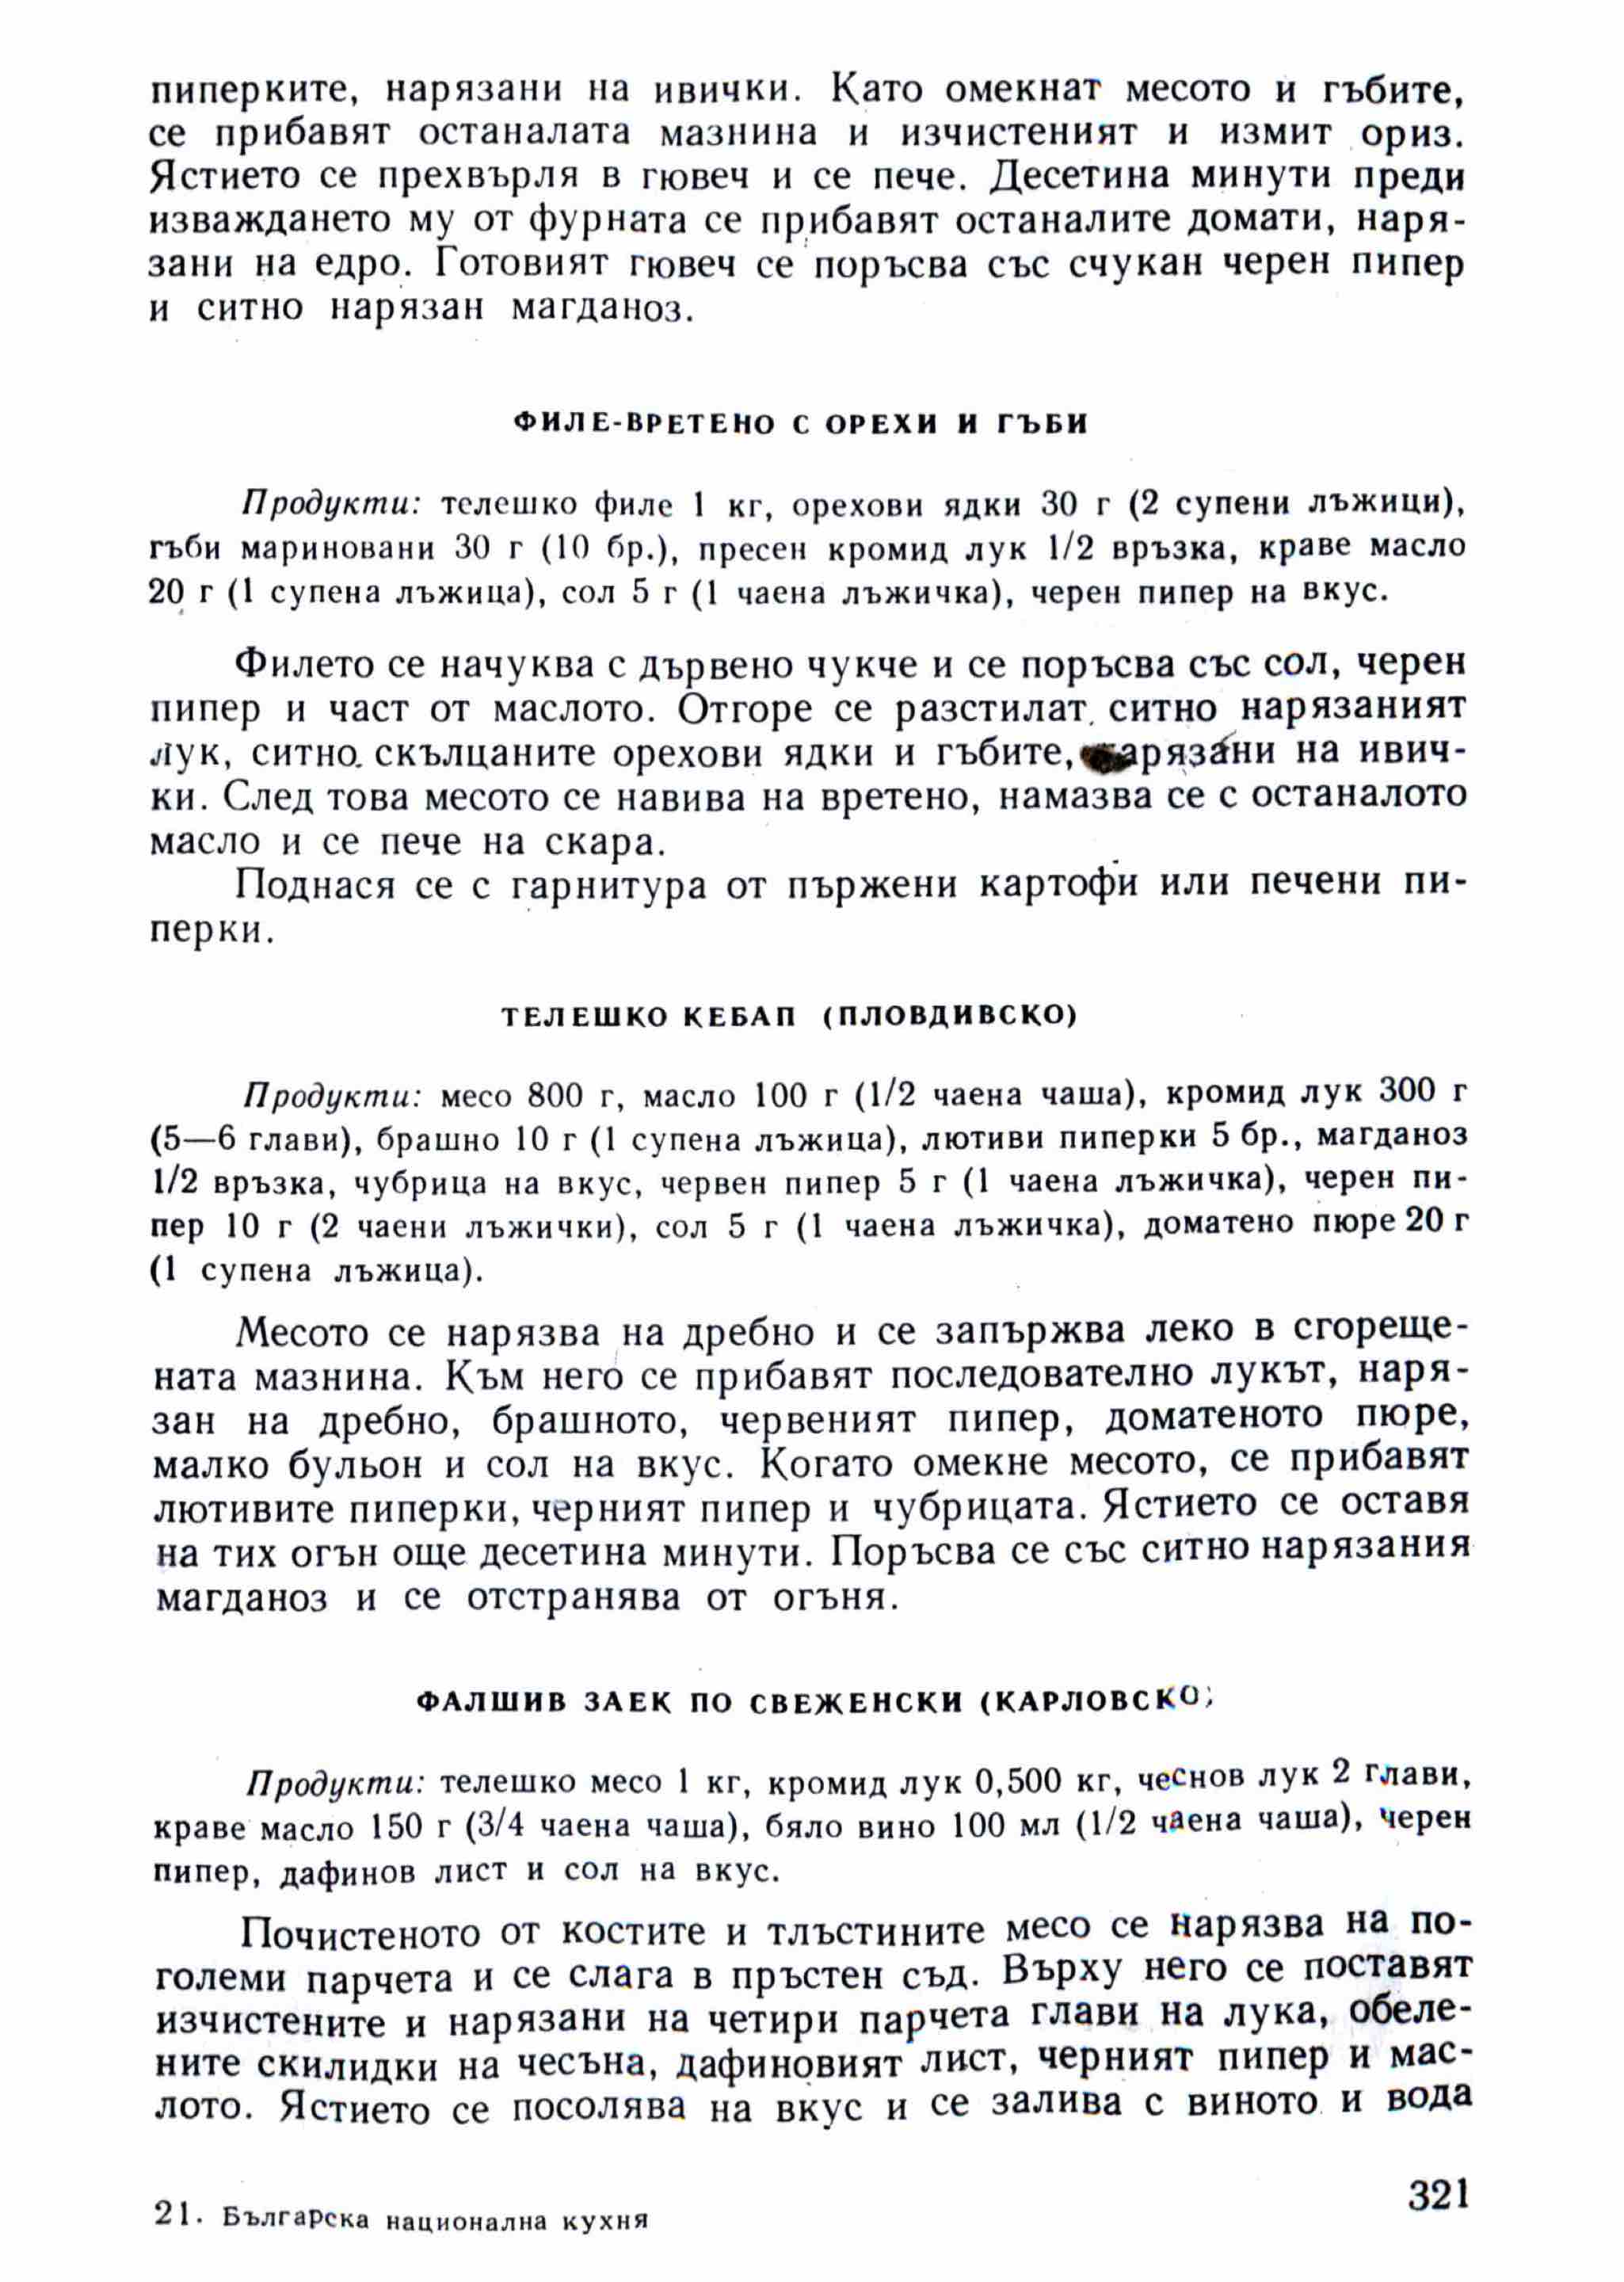 пиперките, нарязани на ивички. Като омекнат месото и гъбите,
се прибавят останалата мазнина и изчистеният и измит ориз.
Ястието се прехвърля в гювеч и се пече. Десетина минути преди
изваждането му от фурната се прибавят останалите домати, наря-
зани на едро. Готовият гювеч се поръсва със счукан черен пипер
и ситно нарязан магданоз.
ФИЛЕ-ВРЕТЕНО С ОРЕХИ И ГЪБИ
Продукти: телешко филе 1 кг, орехови ядки 30 г (2 супени лъжици),
гъби мариновани 30 г (10 бр.), пресен кромид лук 1/2 връзка, краве масло
20 г (1 супена лъжица), сол 5 г (1 чаена лъжичка), черен пипер на вкус.
Филето се начуква с дървено чукче и се поръсва със сол, черен
пипер и част от маслото. Отгоре се разстилат ситно нарязаният
лук, ситно скълцаните орехови ядки и гъбите, нарязани на ивич-
ки. След това месото се навива на вретено, намазва се с останалото
масло и се пече на скара.
Поднася се с гарнитура от пържени картофи или печени пи-
перки.
ТЕЛЕШКО КЕБАП (ПЛОВДИВСКО)
Продукти: месо 800 г, масло 100 г (1/2 чаена чаша), кромид лук 300 г
(5—6 глави), брашно 10 г (1 супена лъжица), лютиви пиперки 5 бр., магданоз
1/2 връзка, чубрица на вкус, червен пипер 5 г (1 чаена лъжичка), черен пи-
пер 10 г (2 чаени лъжички), сол 5 г (1 чаена лъжичка), доматено пюре 20 г
(1 супена лъжица).
Месото се нарязва на дребно и се запържва леко в сгореще-
ната мазнина. Към него се прибавят последователно лукът, наря-
зан на дребно, брашното, червеният пипер, доматеното пюре,
малко бульон и сол на вкус. Когато омекне месото, се прибавят
лютивите пиперки, черният пипер и чубрицата. Ястието се оставя
на тих огън още десетина минути. Поръсва се със ситно нарязания
магданоз и се отстранява от огъня.
ФАЛШИВ ЗАЕК ПО СВЕЖЕНСКИ (КАРЛОВСКО)
Продукти: телешко месо 1 кг, кромид лук 0,500 кг, чеснов лук 2 глави,
краве масло 150 г (3/4 чаена чаша), бяло вино 100 мл (1/2 чаена чаша), черен
пипер, дафинов лист и сол на вкус.
Почистеното от костите и тлъстините месо се нарязва на по-
големи парчета и се слага в пръстен съд. Върху него се поставят
изчистените и нарязани на четири парчета глави на лука, обеле-
ните скилидки на чесъна, дафиновият лист, черният пипер и мас-
лото. Ястието се посолява на вкус и се залива с виното и вода
21. Българска национална кухня
321